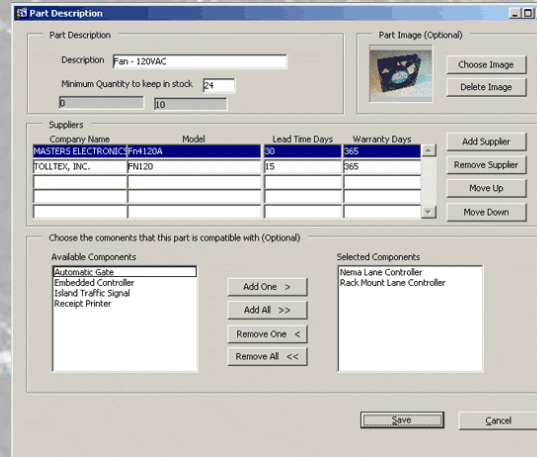 Part Description
Part Description
Description Fan - 120VAC
Minimum Quantity to keep in stock 24
0 10
Part Image (Optional)
Choose Image
Delete Image
Suppliers
Company Name Model Lead Time Days Warranty Days
MASTERS ELECTRONICS Fn4120A 30 365
TOLLTEX, INC. FN120 15 365
Add Supplier
Remove Supplier
Move Up
Move Down
Choose the comonents that this part is compatible with (Optional)
Available Components
Automatic Gate
Embedded Controller
Island Traffic Signal
Receipt Printer
Add One >
Add All >>
Remove One <
Remove All <<
Selected Components
Nema Lane Controller
Rack Mount Lane Controller
Save Cancel